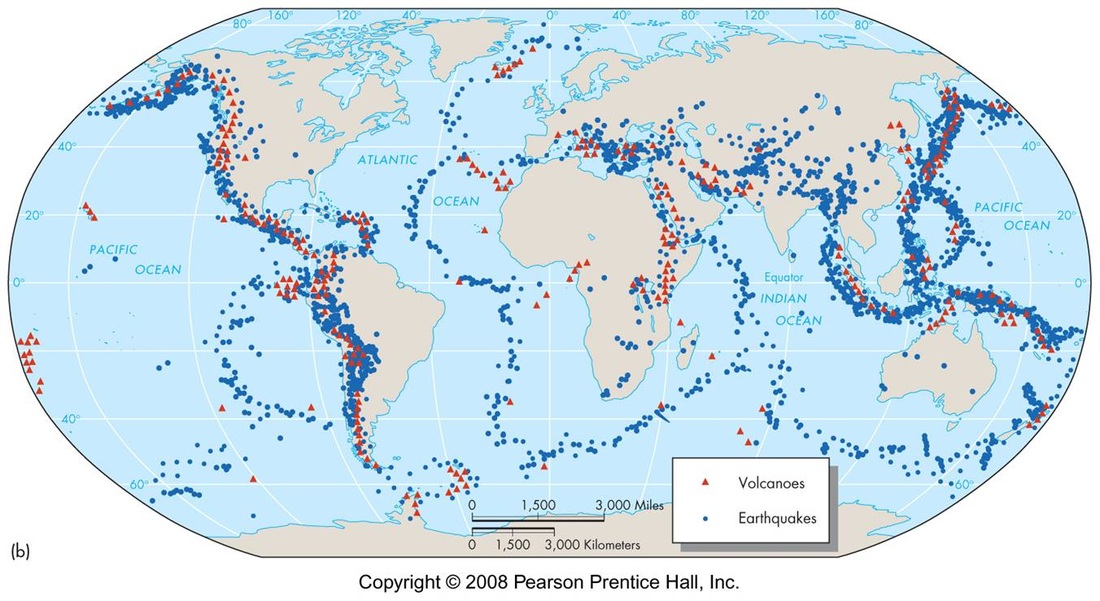 80° 160° 120° 40° 0° 40° 80° 120° 160° 80°
40° 40°
ATLANTIC
OCEAN
20° 20°
PACIFIC
OCEAN
PACIFIC
OCEAN
0° 0°
Equator
INDIAN
OCEAN
40° 40°
60° 60°
Volcanoes
Earthquakes
0 1,500 3,000 Miles
0 1,500 3,000 Kilometers
(b)
Copyright © 2008 Pearson Prentice Hall, Inc.